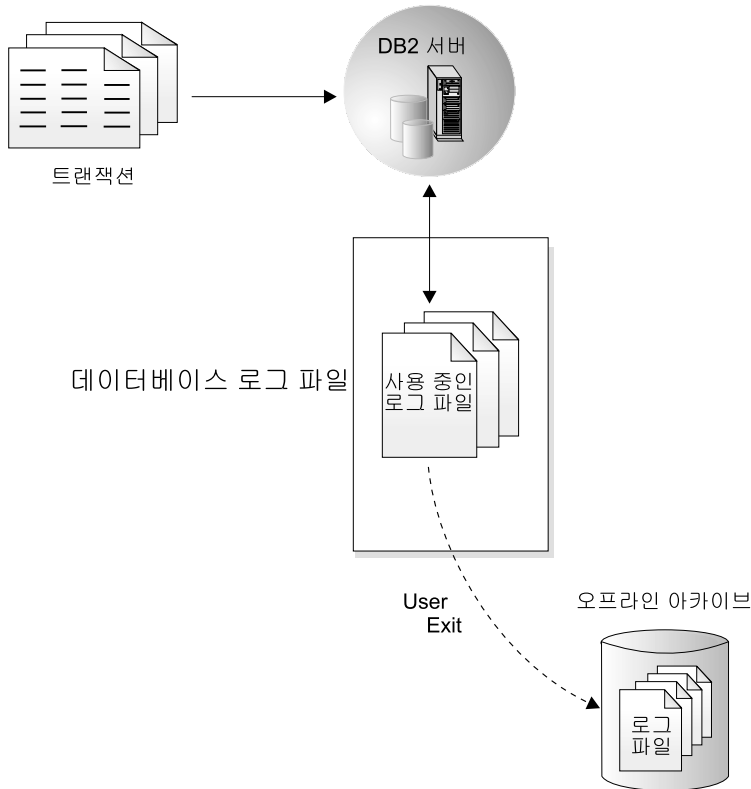 DB2 서버
트랜잭션
데이터베이스 로그 파일
사용 중인
로그 파일
User
Exit
오프라인 아카이브
로그
파일